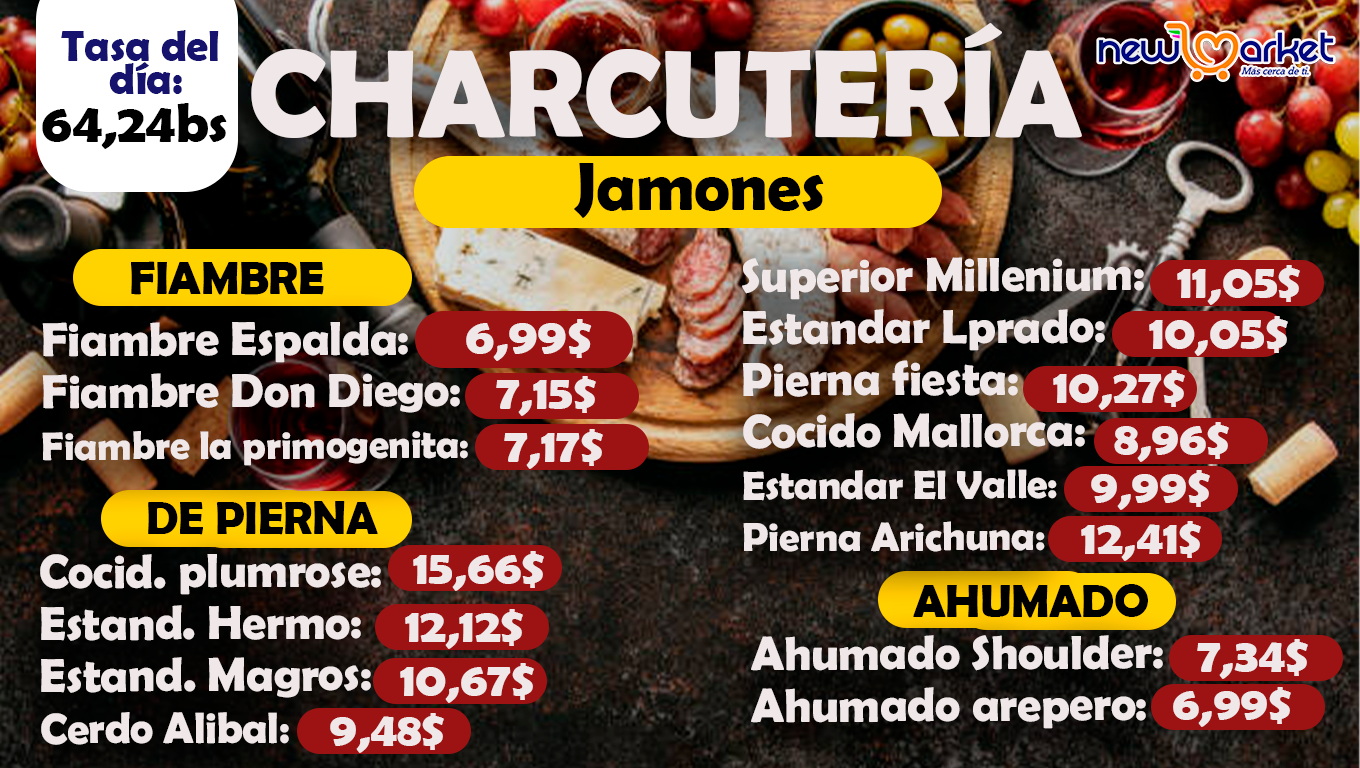 Tasa del
día:
64,24bs
CHARCUTERÍA
new market
Más cerca de ti.
Jamones
FIAMBRE
Fiambre Espalda: 6,99$
Fiambre Don Diego: 7,15$
Fiambre la primogenita: 7,17$
DE PIERNA
Cocid. plumrose: 15,66$
Estand. Hermo: 12,12$
Estand. Magros: 10,67$
Cerdo Alibal: 9,48$
Superior Millenium: 11,05$
Estandar Lprado: 10,05$
Pierna fiesta: 10,27$
Cocido Mallorca: 8,96$
Estandar El Valle: 9,99$
Pierna Arichuna: 12,41$
AHUMADO
Ahumado Shoulder: 7,34$
Ahumado arepero: 6,99$